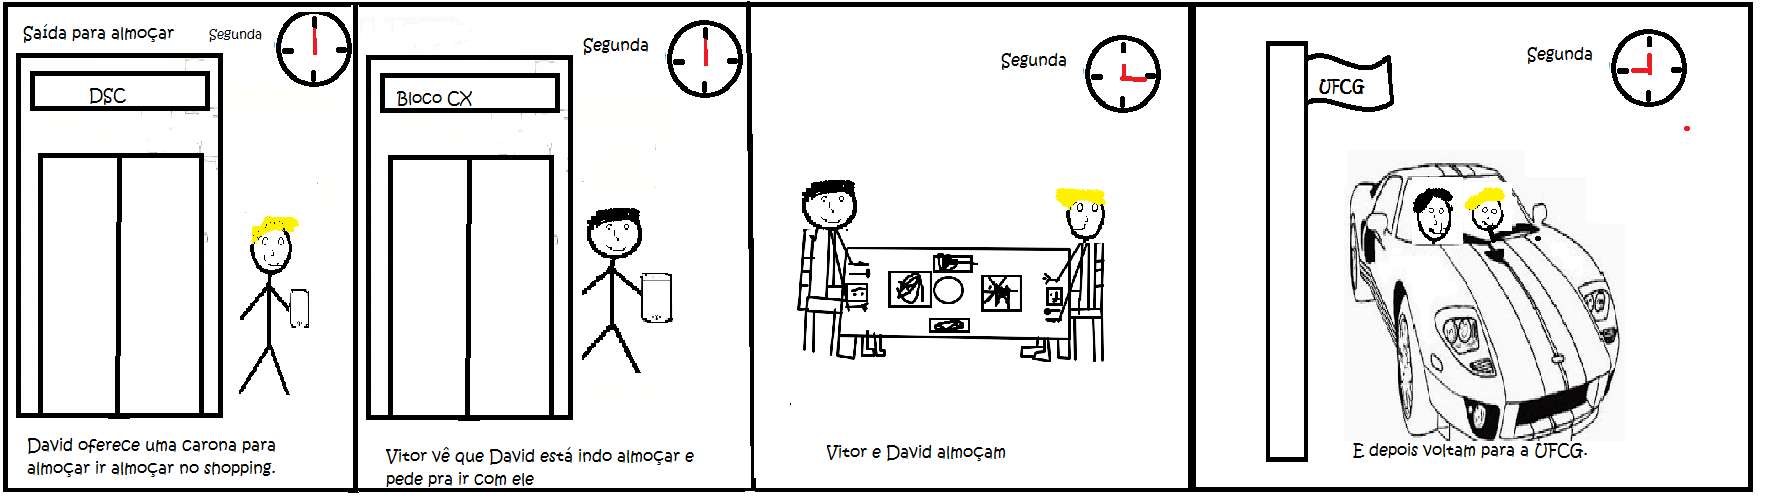 Saída para almoçar
Segunda
DSC
David oferece uma carona para
almoçar ir almoçar no shopping.
Segunda
Bloco CX
Vitor vê que David está indo almoçar e
pede pra ir com ele
Segunda
Vitor e David almoçam
Segunda
UFCG
E depois voltam para a UFCG.